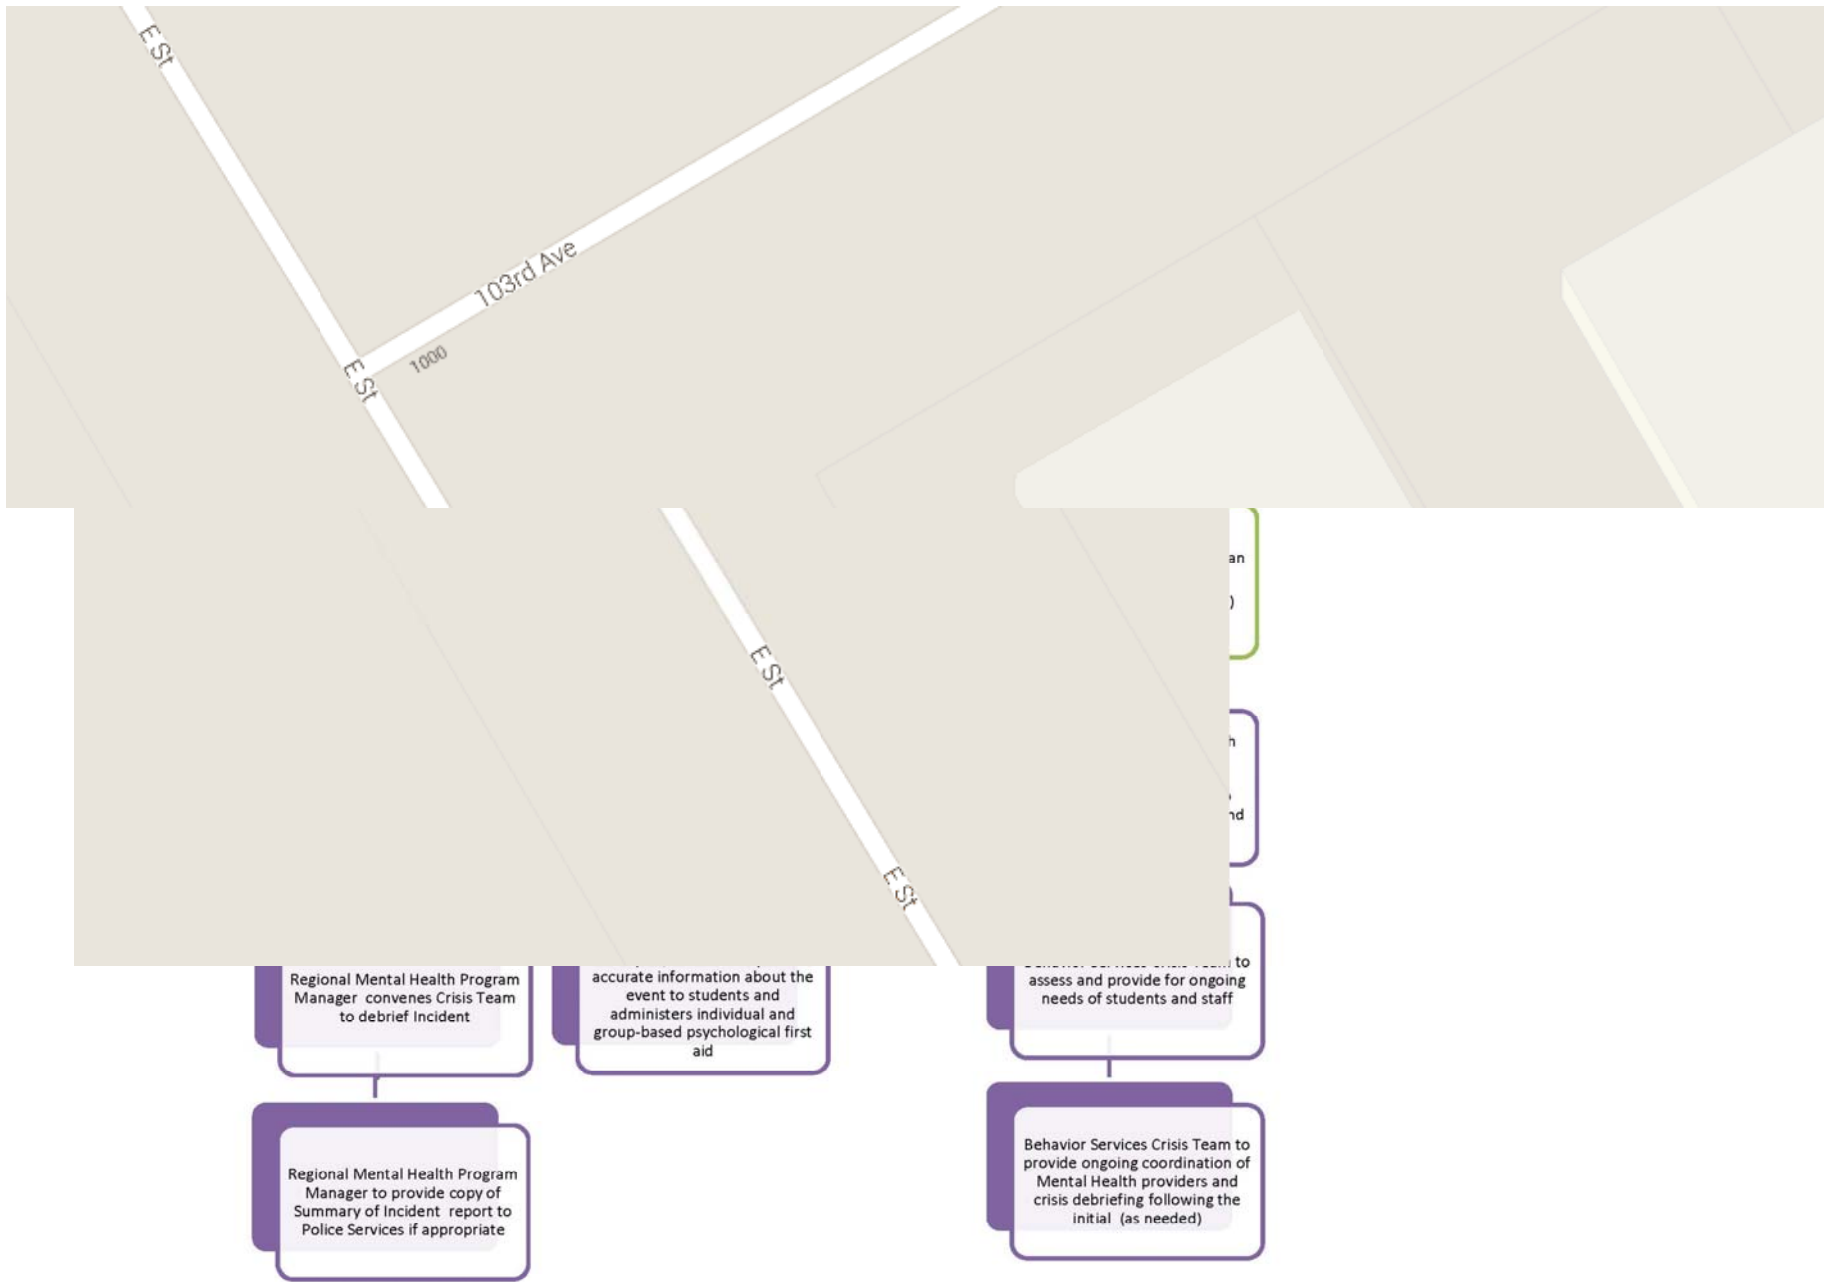 E St
103rd Ave
1000
E St
an
)
E St
h
nd
E St
to
assess and provide for ongoing
needs of students and staff
Regional Mental Health Program
Manager convenes Crisis Team
to debrief Incident
accurate information about the
event to students and
administers individual and
group-based psychological first
aid
Regional Mental Health Program
Manager to provide copy of
Summary of Incident report to
Police Services if appropriate
Behavior Services Crisis Team to
provide ongoing coordination of
Mental Health providers and
crisis debriefing following the
initial (as needed)